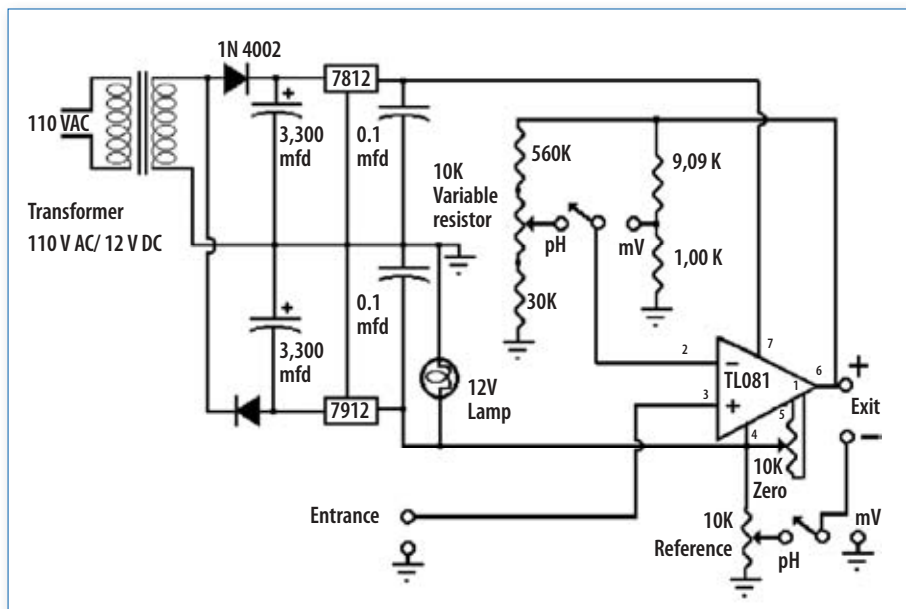 1N 4002
7812
110 VAC
3,300
mfd
0.1
mfd
560K
9,09 K
10K
Variable
resistor
Transformer
110 V AC/ 12 V DC
pH
mV
1,00 K
30K
0.1
mfd
3,300
mfd
7912
12V
Lamp
2
3
7
TL081
6
1
5
4
+
Exit
10K
Zero
Entrance
10K
Reference
pH
mV